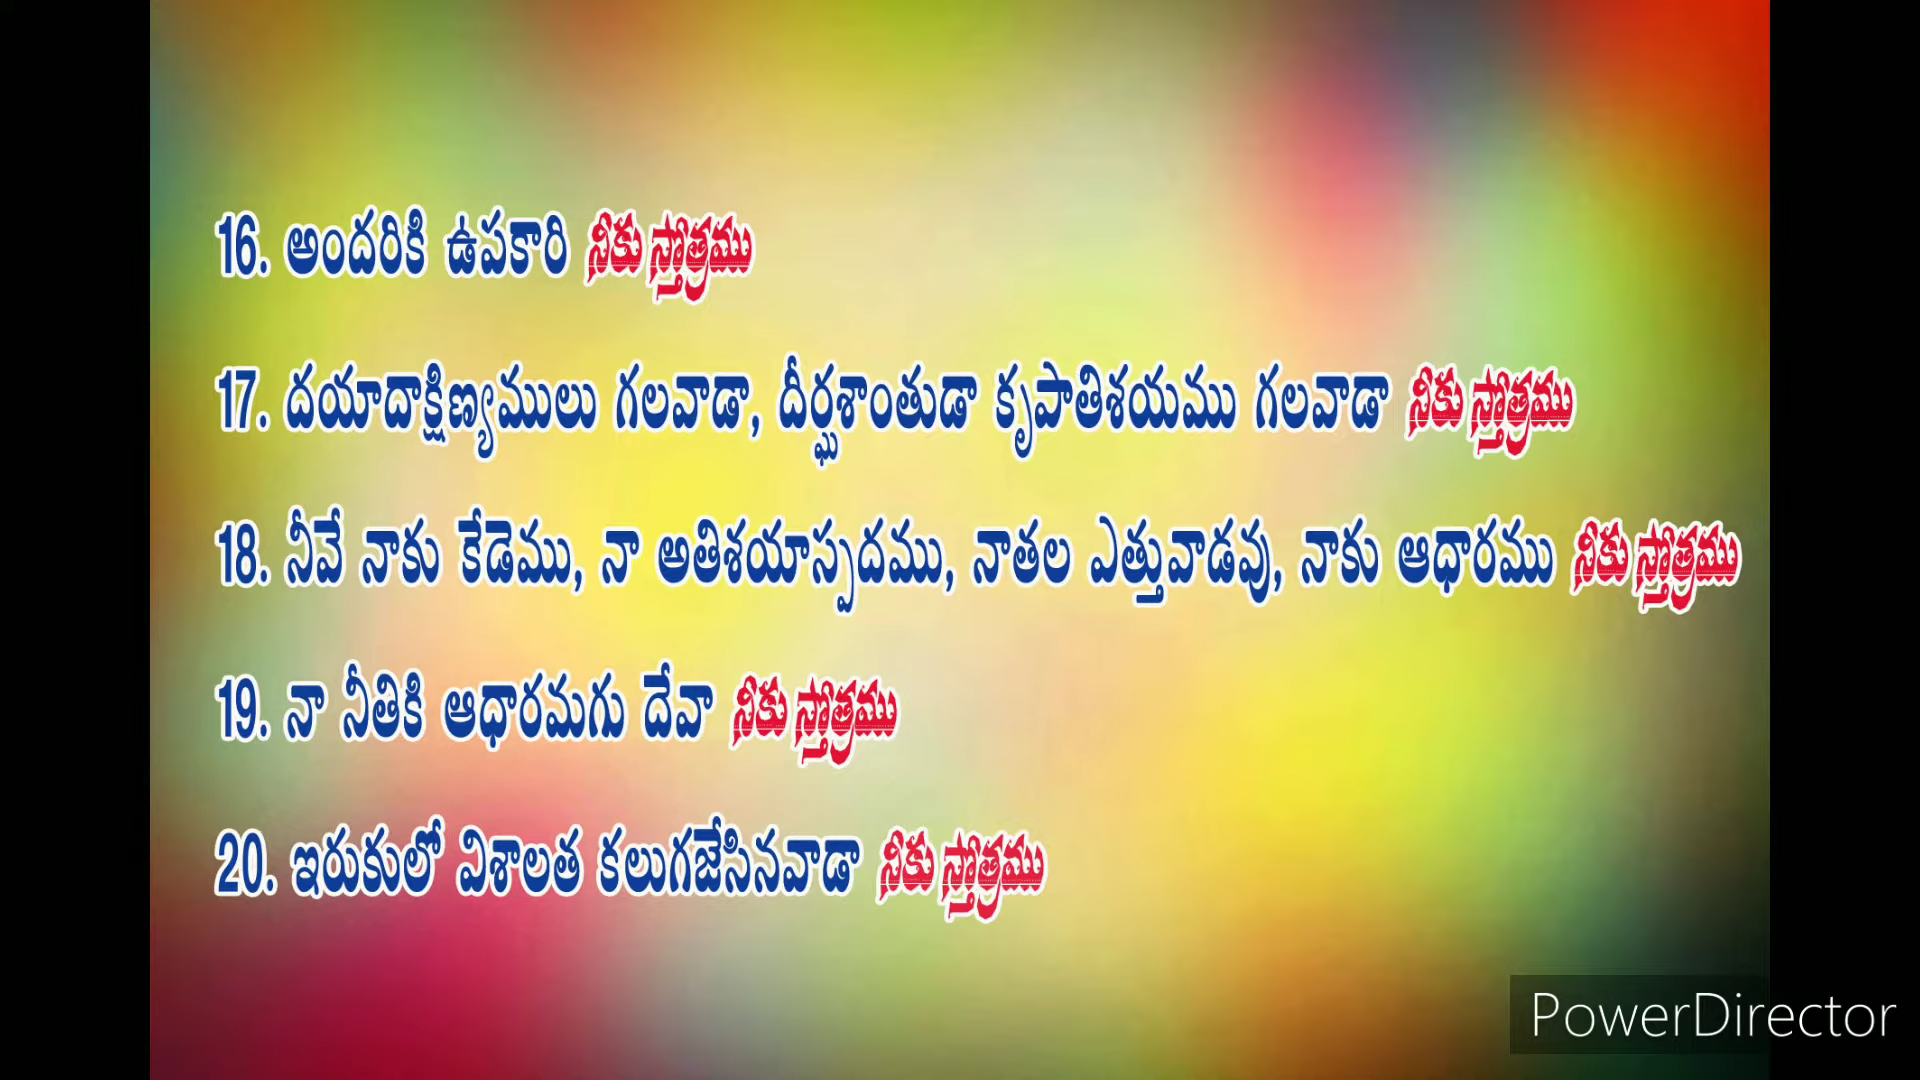 16. అందరికి ఉపకారి నీకు స్తోత్రము
17. దయాదాక్షిణ్యములు గలవాడా, దీర్ఘశాంతుడా కృపాతిశయము గలవాడా నీకు స్తోత్రము
18. నీవే నాకు కేడెము, నా అతిశయాస్పదము, నాతల ఎత్తువాడవు, నాకు ఆధారము నీకు స్తోత్రము
19. నా నీతికి ఆధారమగు దేవా నీకు స్తోత్రము
20. ఇరుకులో విశాలత కలుగజేసినవాడా నీకు స్తోత్రము
PowerDirector